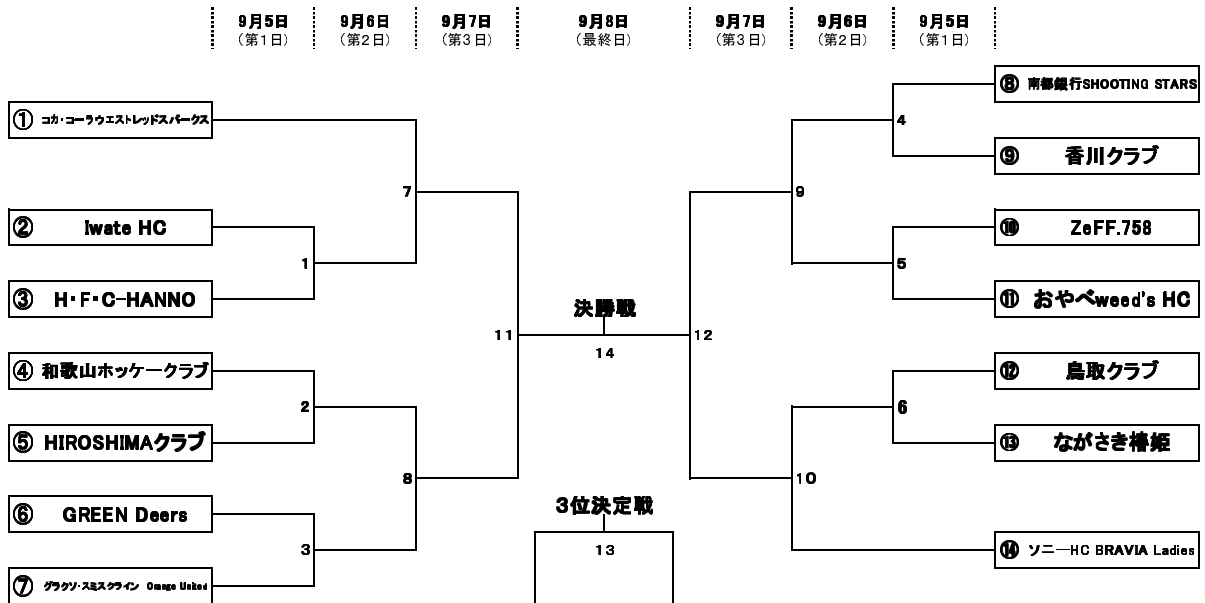 9月5日 9月6日 9月7日 9月8日 9月7日 9月6日 9月5日
(第1日) (第2日) (第3日) (最終日) (第3日) (第2日) (第1日)
① コカ・コーラウエストレッドスパークス
② Iwate HC
③ H・F・C-HANNO
④ 和歌山ホッケークラブ
⑤ HIROSHIMAクラブ
⑥ GREEN Deers
⑦ グラクソ・スミスクライン Orange United
1
2
3
7
8
11
決勝戦
14
3位決定戦
13
12
9
10
4
5
6
⑧ 南都銀行SHOOTING STARS
⑨ 香川クラブ
⑩ ZeFF.758
⑪ おやべweed's HC
⑫ 鳥取クラブ
⑬ ながさき椿姫
⑭ ソニーHC BRAVIA Ladies